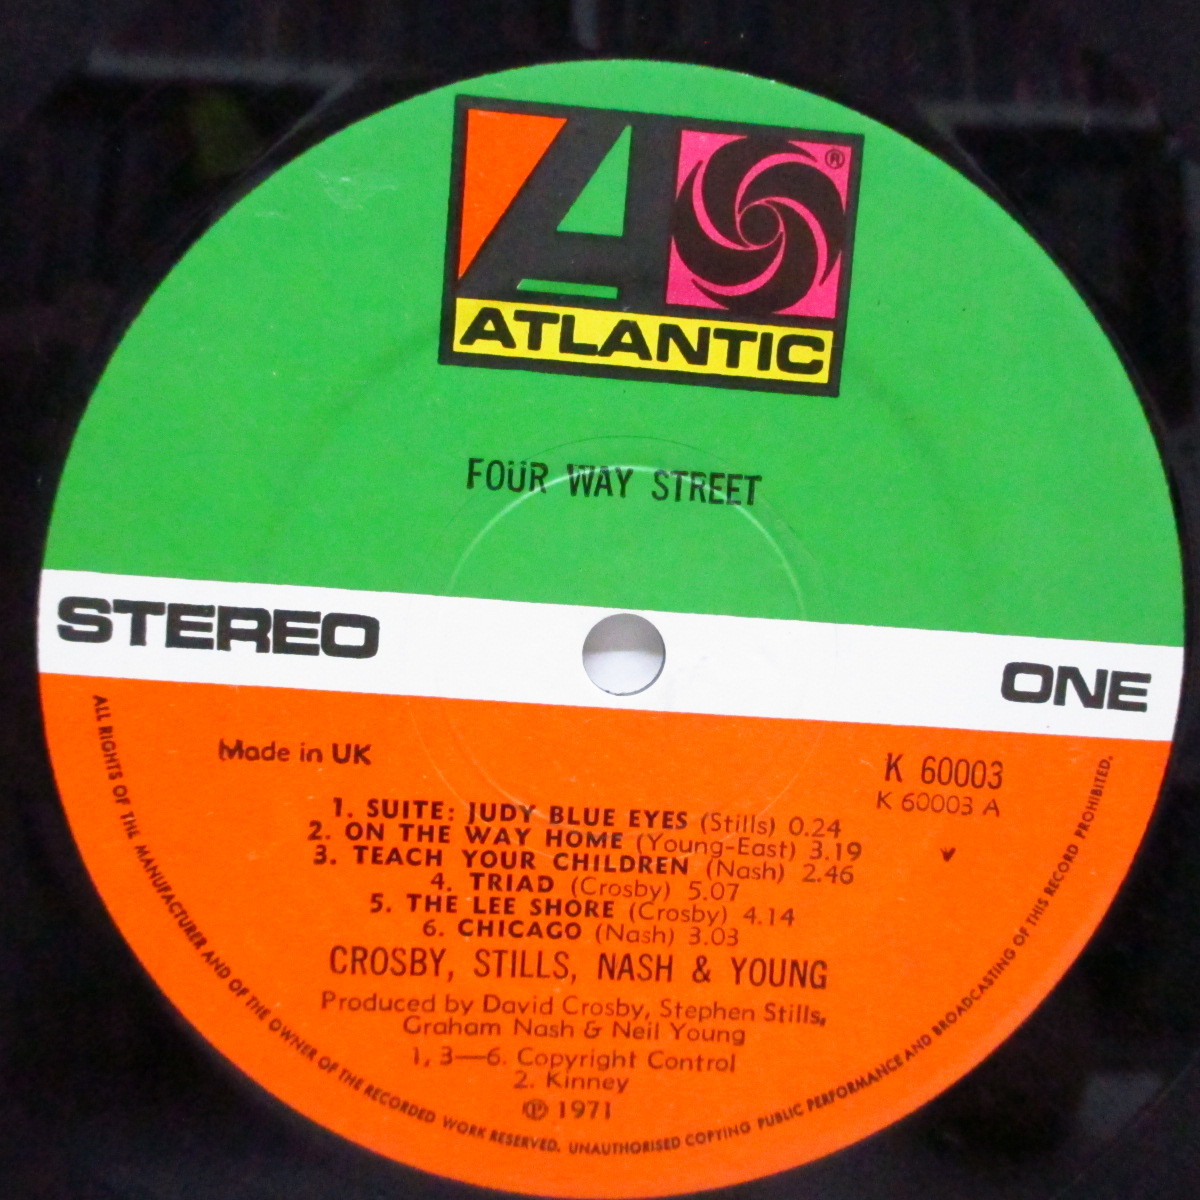 A ®
ATLANTIC
FOUR WAY STREET
STEREO
ONE
Made in UK
K 60003
K 60003 A
1. SUITE: JUDY BLUE EYES (Stills) 0.24
2. ON THE WAY HOME (Young-East) 3.19
3. TEACH YOUR CHILDREN (Nash) 2.46
4. TRIAD (Crosby) 5.07
5. THE LEE SHORE (Crosby) 4.14
6. CHICAGO (Nash) 3.03
CROSBY, STILLS, NASH & YOUNG
Produced by David Crosby, Stephen Stills,
Graham Nash & Neil Young
1, 3—6. Copyright Control
2. Kinney
℗ 1971
ALL RIGHTS OF THE MANUFACTURER AND OF THE OWNER OF THE RECORDED WORK RESERVED. UNAUTHORISED COPYING PUBLIC PERFORMANCE AND BROADCASTING OF THIS RECORD PROHIBITED.